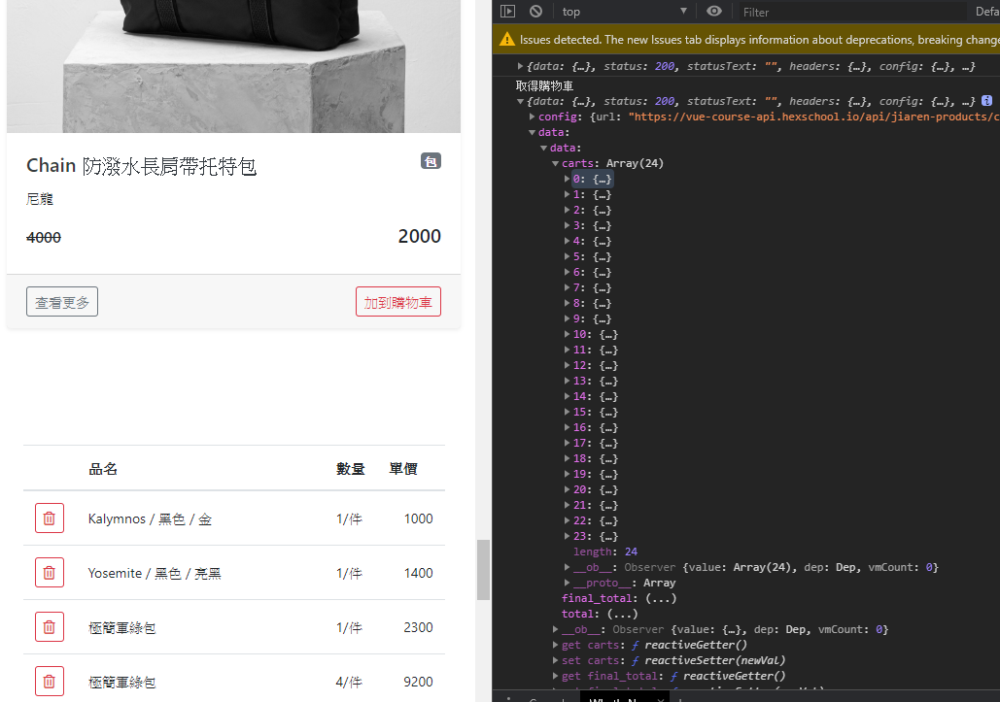 Chain 防潑水長肩帶托特包
包
尼龍
4000
2000
查看更多
加到購物車
品名 數量 單價
Kalymnos / 黑色 / 金 1/件 1000
Yosemite / 黑色 / 亮黑 1/件 1400
極簡軍綠包 1/件 2300
極簡軍綠包 4/件 9200
top
Filter
Defa
Issues detected. The new Issues tab displays information about deprecations, breaking change
{data: {…}, status: 200, statusText: "", headers: {…}, config: {…}, …}
取得購物車
{data: {…}, status: 200, statusText: "", headers: {…}, config: {…}, …} i
config: {url: "https://vue-course-api.hexschool.io/api/jiaren-products/c
data:
data:
carts: Array(24)
0: {…}
1: {…}
2: {…}
3: {…}
4: {…}
5: {…}
6: {…}
7: {…}
8: {…}
9: {…}
10: {…}
11: {…}
12: {…}
13: {…}
14: {…}
15: {…}
16: {…}
17: {…}
18: {…}
19: {…}
20: {…}
21: {…}
22: {…}
23: {…}
length: 24
__ob__: Observer {value: Array(24), dep: Dep, vmCount: 0}
__proto__: Array
final_total: (...)
total: (...)
__ob__: Observer {value: {…}, dep: Dep, vmCount: 0}
get carts: ƒ reactiveGetter()
set carts: ƒ reactiveSetter(newVal)
get final_total: ƒ reactiveGetter()